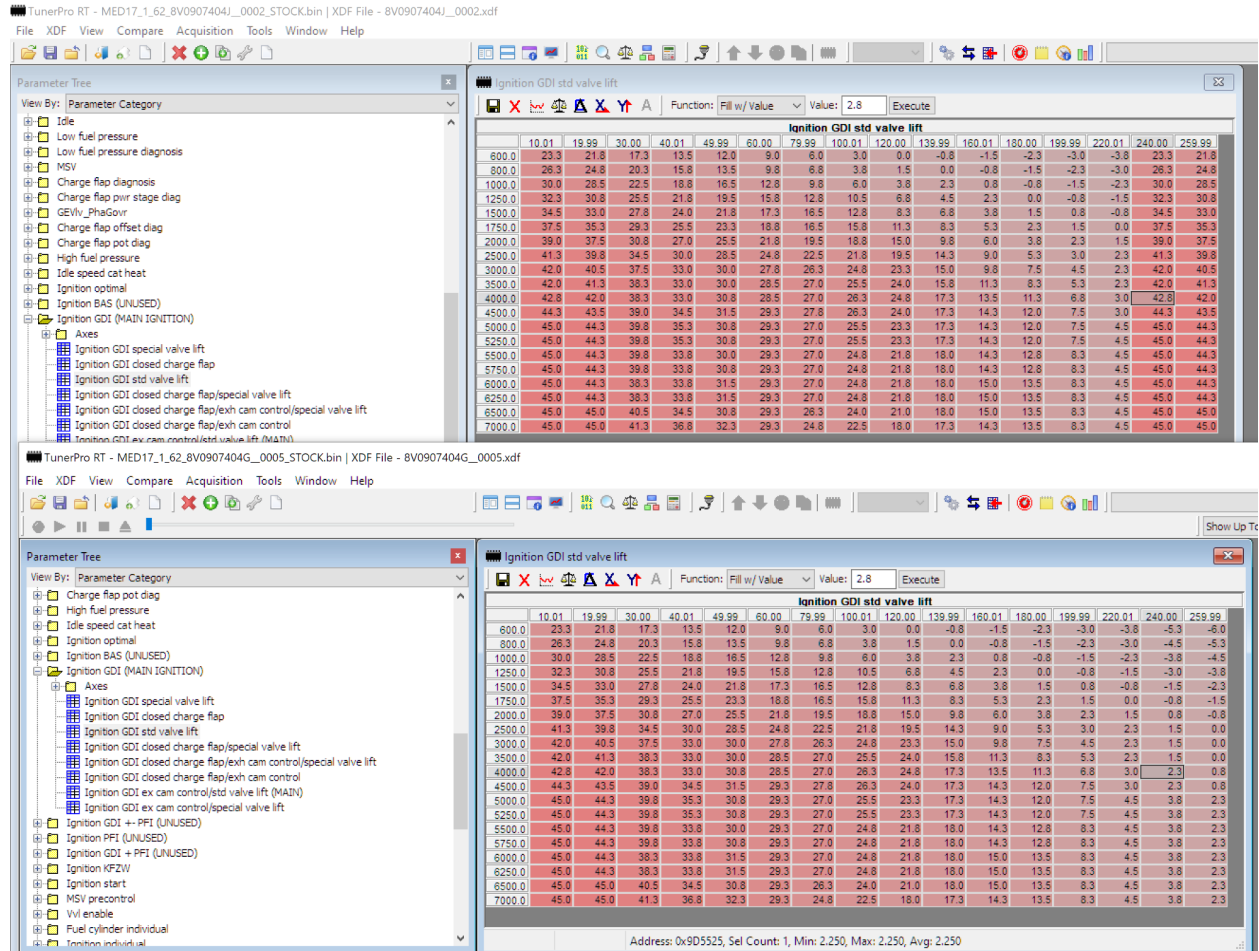 TunerPro RT - MED17_1_62_8V0907404J__0002_STOCK.bin | XDF File - 8V0907404J__0002.xdf
File XDF View Compare Acquisition Tools Window Help
Parameter Tree
x
View By: Parameter Category
Idle
Low fuel pressure
Low fuel pressure diagnosis
MSV
Charge flap diagnosis
Charge flap pwr stage diag
GEVlv_PhaGovr
Charge flap offset diag
Charge flap pot diag
High fuel pressure
Idle speed cat heat
Ignition optimal
Ignition BAS (UNUSED)
Ignition GDI (MAIN IGNITION)
Axes
Ignition GDI special valve lift
Ignition GDI closed charge flap
Ignition GDI std valve lift
Ignition GDI closed charge flap/special valve lift
Ignition GDI closed charge flap/exh cam control/special valve lift
Ignition GDI closed charge flap/exh cam control
Ignition GDI ex cam control/std valve lift (MAIN)
Ignition GDI std valve lift
Function: Fill w/ Value Value: 2.8 Execute
Ignition GDI std valve lift
10.01 19.99 30.00 40.01 49.99 60.00 79.99 100.01 120.00 139.99 160.01 180.00 199.99 220.01 240.00 259.99
600.0 23.3 21.8 17.3 13.5 12.0 9.0 6.0 3.0 0.0 -0.8 -1.5 -2.3 -3.0 -3.8 23.3 21.8
800.0 26.3 24.8 20.3 15.8 13.5 9.8 6.8 3.8 1.5 0.0 -0.8 -1.5 -2.3 -3.0 26.3 24.8
1000.0 30.0 28.5 22.5 18.8 16.5 12.8 9.8 6.0 3.8 2.3 0.8 -0.8 -1.5 -2.3 30.0 28.5
1250.0 32.3 30.8 25.5 21.8 19.5 15.8 12.8 10.5 6.8 4.5 2.3 0.0 -0.8 -1.5 32.3 30.8
1500.0 34.5 33.0 27.8 24.0 21.8 17.3 16.5 12.8 8.3 6.8 3.8 1.5 0.8 -0.8 34.5 33.0
1750.0 37.5 35.3 29.3 25.5 23.3 18.8 16.5 15.8 11.3 8.3 5.3 2.3 1.5 0.0 37.5 35.3
2000.0 39.0 37.5 30.8 27.0 25.5 21.8 19.5 18.8 15.0 9.8 6.0 3.8 2.3 1.5 39.0 37.5
2500.0 41.3 39.8 34.5 30.0 28.5 24.8 22.5 21.8 19.5 14.3 9.0 5.3 3.0 2.3 41.3 39.8
3000.0 42.0 40.5 37.5 33.0 30.0 27.8 26.3 24.8 23.3 15.0 9.8 7.5 4.5 2.3 42.0 40.5
3500.0 42.0 41.3 38.3 33.0 30.0 28.5 27.0 25.5 24.0 15.8 11.3 8.3 5.3 2.3 42.0 41.3
4000.0 42.8 42.0 38.3 33.0 30.8 28.5 27.0 26.3 24.8 17.3 13.5 11.3 6.8 3.0 42.8 42.0
4500.0 44.3 43.5 39.0 34.5 31.5 29.3 27.8 26.3 24.0 17.3 14.3 12.0 7.5 3.0 44.3 43.5
5000.0 45.0 44.3 39.8 35.3 30.8 29.3 27.0 25.5 23.3 17.3 14.3 12.0 7.5 4.5 45.0 44.3
5250.0 45.0 44.3 39.8 35.3 30.8 29.3 27.0 25.5 23.3 17.3 14.3 12.0 7.5 4.5 45.0 44.3
5500.0 45.0 44.3 39.8 33.8 30.0 29.3 27.0 24.8 21.8 18.0 14.3 12.8 8.3 4.5 45.0 44.3
5750.0 45.0 44.3 39.8 33.8 30.8 29.3 27.0 24.8 21.8 18.0 14.3 12.8 8.3 4.5 45.0 44.3
6000.0 45.0 44.3 38.3 33.8 31.5 29.3 27.0 24.8 21.8 18.0 15.0 13.5 8.3 4.5 45.0 44.3
6250.0 45.0 44.3 38.3 33.8 31.5 29.3 27.0 24.8 21.8 18.0 15.0 13.5 8.3 4.5 45.0 44.3
6500.0 45.0 45.0 40.5 34.5 30.8 29.3 26.3 24.0 21.0 18.0 15.0 13.5 8.3 4.5 45.0 45.0
7000.0 45.0 45.0 41.3 36.8 32.3 29.3 24.8 22.5 18.0 17.3 14.3 13.5 8.3 4.5 45.0 45.0
TunerPro RT - MED17_1_62_8V0907404G__0005_STOCK.bin | XDF File - 8V0907404G__0005.xdf
File XDF View Compare Acquisition Tools Window Help
Show Up To
Parameter Tree
x
View By: Parameter Category
Charge flap pot diag
High fuel pressure
Idle speed cat heat
Ignition optimal
Ignition BAS (UNUSED)
Ignition GDI (MAIN IGNITION)
Axes
Ignition GDI special valve lift
Ignition GDI closed charge flap
Ignition GDI std valve lift
Ignition GDI closed charge flap/special valve lift
Ignition GDI closed charge flap/exh cam control/special valve lift
Ignition GDI closed charge flap/exh cam control
Ignition GDI ex cam control/std valve lift (MAIN)
Ignition GDI ex cam control/special valve lift
Ignition GDI +- PFI (UNUSED)
Ignition PFI (UNUSED)
Ignition GDI + PFI (UNUSED)
Ignition KFZW
Ignition start
MSV precontrol
Vvl enable
Fuel cylinder individual
Ignition individual
Ignition GDI std valve lift
Function: Fill w/ Value Value: 2.8 Execute
Ignition GDI std valve lift
10.01 19.99 30.00 40.01 49.99 60.00 79.99 100.01 120.00 139.99 160.01 180.00 199.99 220.01 240.00 259.99
600.0 23.3 21.8 17.3 13.5 12.0 9.0 6.0 3.0 0.0 -0.8 -1.5 -2.3 -3.0 -3.8 -5.3 -6.0
800.0 26.3 24.8 20.3 15.8 13.5 9.8 6.8 3.8 1.5 0.0 -0.8 -1.5 -2.3 -3.0 -4.5 -5.3
1000.0 30.0 28.5 22.5 18.8 16.5 12.8 9.8 6.0 3.8 2.3 0.8 -0.8 -1.5 -2.3 -3.8 -4.5
1250.0 32.3 30.8 25.5 21.8 19.5 15.8 12.8 10.5 6.8 4.5 2.3 0.0 -0.8 -1.5 -3.0 -3.8
1500.0 34.5 33.0 27.8 24.0 21.8 17.3 16.5 12.8 8.3 6.8 3.8 1.5 0.8 -0.8 -1.5 -2.3
1750.0 37.5 35.3 29.3 25.5 23.3 18.8 16.5 15.8 11.3 8.3 5.3 2.3 1.5 0.0 -0.8 -1.5
2000.0 39.0 37.5 30.8 27.0 25.5 21.8 19.5 18.8 15.0 9.8 6.0 3.8 2.3 1.5 0.8 -0.8
2500.0 41.3 39.8 34.5 30.0 28.5 24.8 22.5 21.8 19.5 14.3 9.0 5.3 3.0 2.3 1.5 0.0
3000.0 42.0 40.5 37.5 33.0 30.0 27.8 26.3 24.8 23.3 15.0 9.8 7.5 4.5 2.3 1.5 0.0
3500.0 42.0 41.3 38.3 33.0 30.0 28.5 27.0 25.5 24.0 15.8 11.3 8.3 5.3 2.3 1.5 0.0
4000.0 42.8 42.0 38.3 33.0 30.8 28.5 27.0 26.3 24.8 17.3 13.5 11.3 6.8 3.0 2.3 0.8
4500.0 44.3 43.5 39.0 34.5 31.5 29.3 27.8 26.3 24.0 17.3 14.3 12.0 7.5 3.0 2.3 0.8
5000.0 45.0 44.3 39.8 35.3 30.8 29.3 27.0 25.5 23.3 17.3 14.3 12.0 7.5 4.5 3.8 2.3
5250.0 45.0 44.3 39.8 35.3 30.8 29.3 27.0 25.5 23.3 17.3 14.3 12.0 7.5 4.5 3.8 2.3
5500.0 45.0 44.3 39.8 33.8 30.0 29.3 27.0 24.8 21.8 18.0 14.3 12.8 8.3 4.5 3.8 2.3
5750.0 45.0 44.3 39.8 33.8 30.8 29.3 27.0 24.8 21.8 18.0 14.3 12.8 8.3 4.5 3.8 2.3
6000.0 45.0 44.3 38.3 33.8 31.5 29.3 27.0 24.8 21.8 18.0 15.0 13.5 8.3 4.5 3.8 2.3
6250.0 45.0 44.3 38.3 33.8 31.5 29.3 27.0 24.8 21.8 18.0 15.0 13.5 8.3 4.5 3.8 2.3
6500.0 45.0 45.0 40.5 34.5 30.8 29.3 26.3 24.0 21.0 18.0 15.0 13.5 8.3 4.5 3.8 2.3
7000.0 45.0 45.0 41.3 36.8 32.3 29.3 24.8 22.5 18.0 17.3 14.3 13.5 8.3 4.5 3.8 2.3
Address: 0x9D5525, Sel Count: 1, Min: 2.250, Max: 2.250, Avg: 2.250